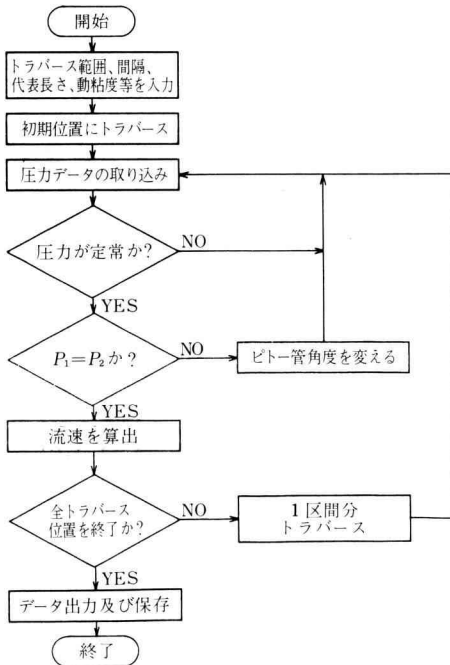 開始
トラバース範囲、間隔、
代表長さ、動粘度等を入力
初期位置にトラバース
圧力データの取り込み
圧力が定常か?
NO
YES
P₁=P₂か?
NO
ピトー管角度を変える
YES
流速を算出
全トラバース
位置を終了か?
NO
1区間分
トラバース
YES
データ出力及び保存
終了